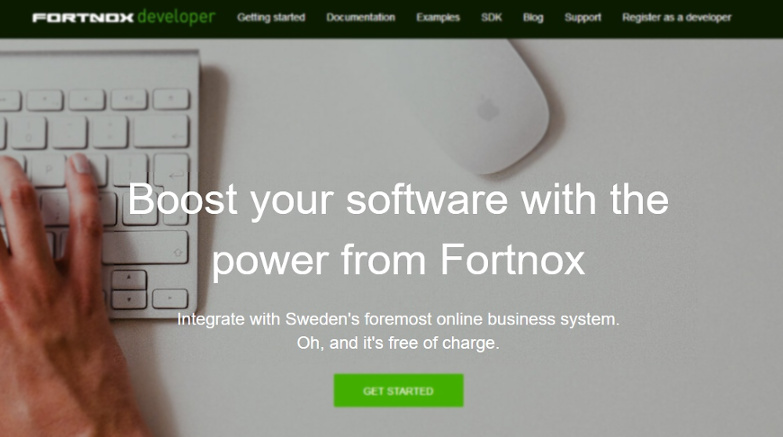 FORTNOX developer Getting started Documentation Examples SDK Blog Support Register as a developer
Boost your software with the
power from Fortnox
Integrate with Sweden's foremost online business system.
Oh, and it's free of charge.
GET STARTED